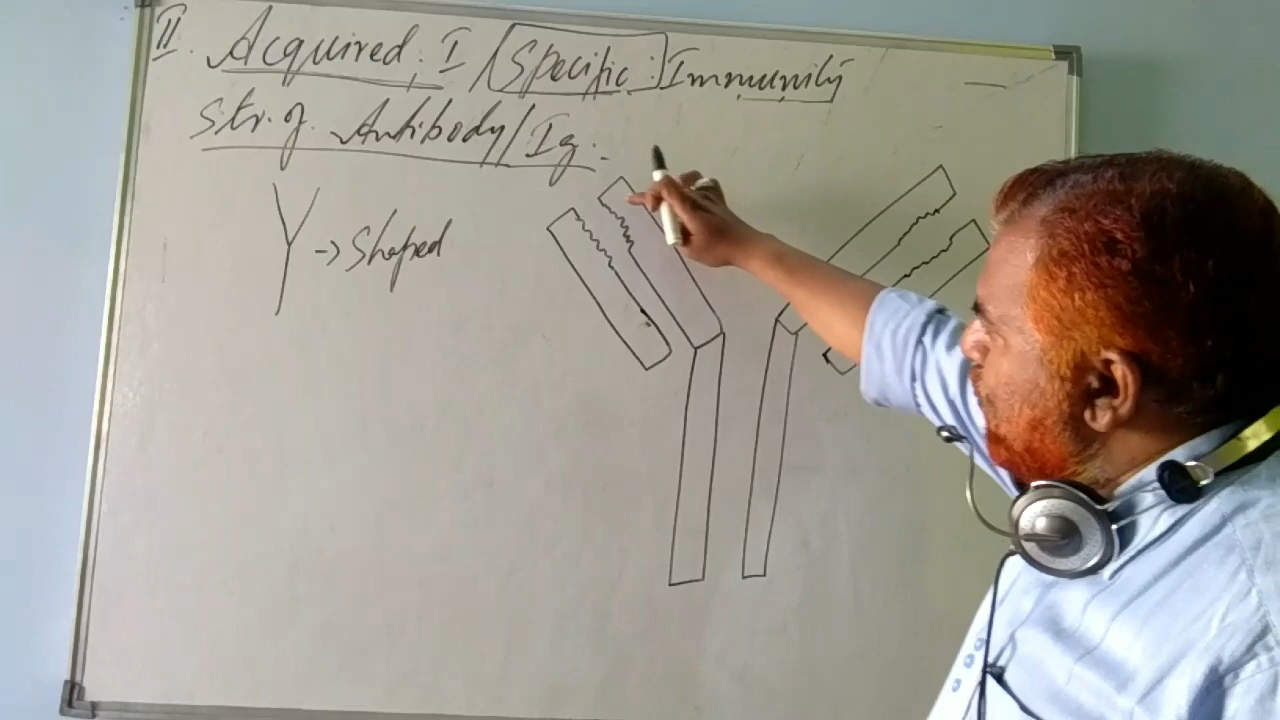 II. Acquired. I / Specific : Immunity
Str. of. Antibody / Ig.
Y → Shaped